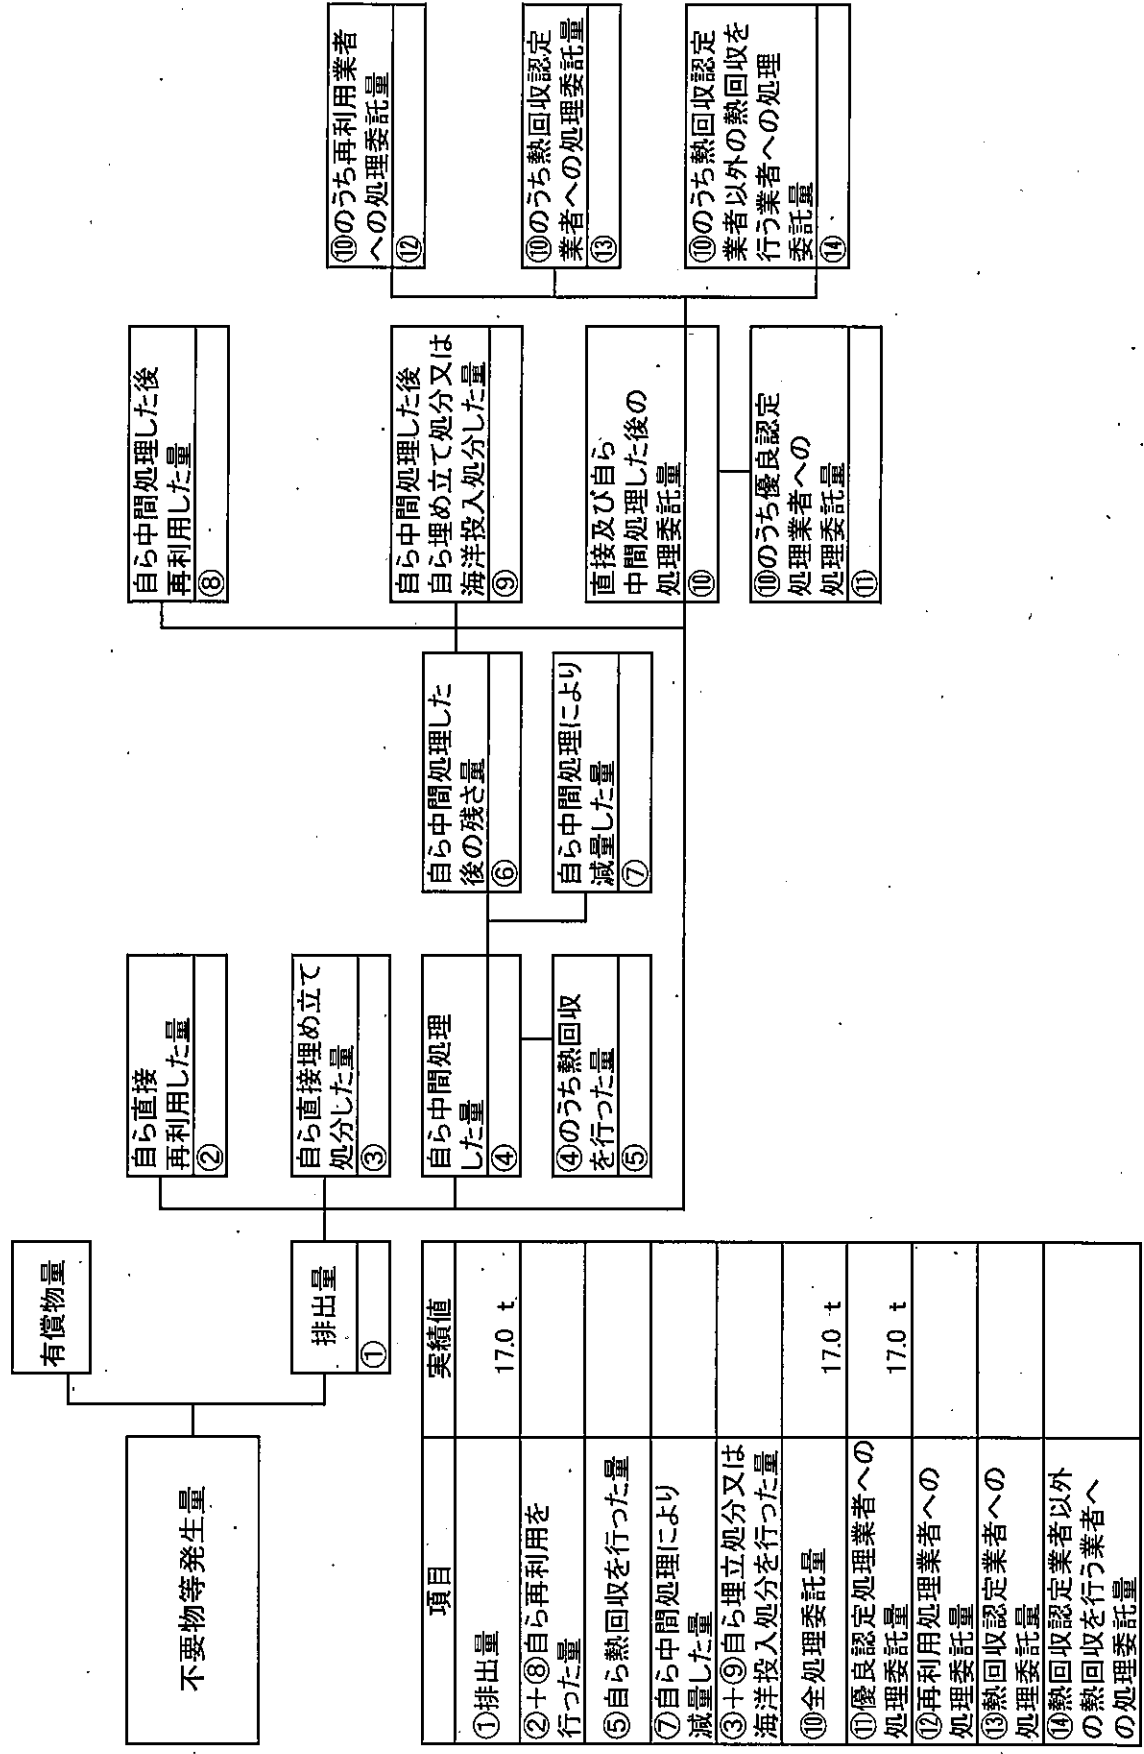 不要物等発生量
有償物量
排出量
①
自ら直接
再利用した量
②
自ら直接埋め立て
処分した量
③
自ら中間処理
した量
④
④のうち熱回収
を行った量
⑤
自ら中間処理した
後の残さ量
⑥
自ら中間処理により
減量した量
⑦
自ら中間処理した後
再利用した量
⑧
自ら中間処理した後
自ら埋め立て処分又は
海洋投入処分した量
⑨
直接及び自ら
中間処理した後の
処理委託量
⑩
⑩のうち優良認定
処理業者への
処理委託量
⑪
⑩のうち再利用業者
への処理委託量
⑫
⑩のうち熱回収認定
業者への処理委託量
⑬
⑩のうち熱回収認定
業者以外の熱回収を
行う業者への処理
委託量
⑭
項目 実績値
①排出量 17.0 t
②+⑧自ら再利用を
行った量
⑤自ら熱回収を行った量
⑦自ら中間処理により
減量した量
③+⑨自ら埋立処分又は
海洋投入処分を行った量
⑩全処理委託量 17.0 t
⑪優良認定処理業者への
処理委託量 17.0 t
⑫再利用処理業者への
処理委託量
⑬熱回収認定業者への
処理委託量
⑭熱回収認定業者以外
の熱回収を行う業者へ
の処理委託量